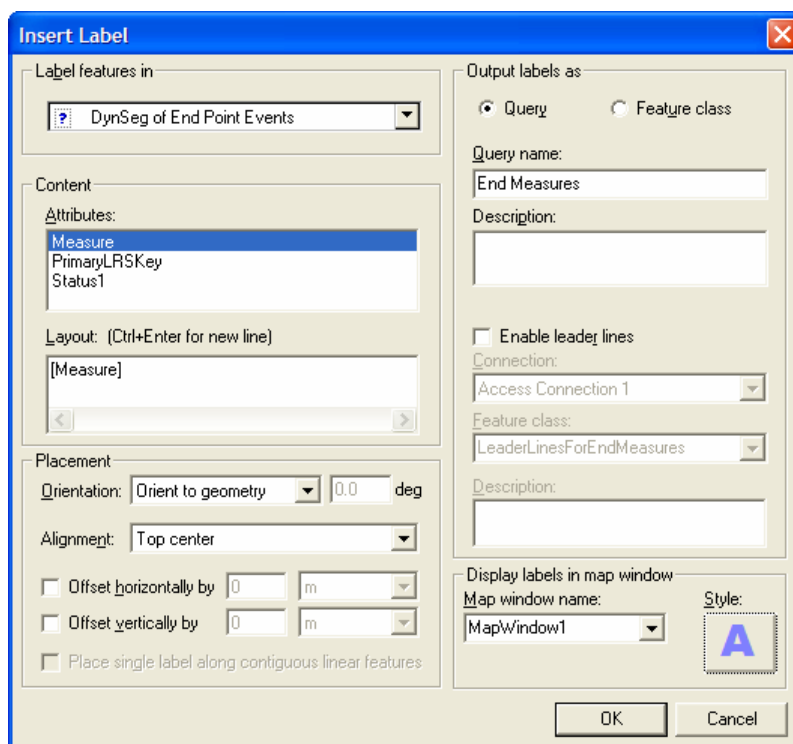 Insert Label
Label features in
? DynSeg of End Point Events
Content
Attributes:
Measure
PrimaryLRSKey
Status1
Layout: (Ctrl+Enter for new line)
[Measure]
Placement
Orientation: Orient to geometry 0.0 deg
Alignment: Top center
Offset horizontally by 0 m
Offset vertically by 0 m
Place single label along contiguous linear features
Output labels as
Query Feature class
Query name:
End Measures
Description:
Enable leader lines
Connection:
Access Connection 1
Feature class:
LeaderLinesForEndMeasures
Description:
Display labels in map window
Map window name: Style:
MapWindow1 A
OK Cancel